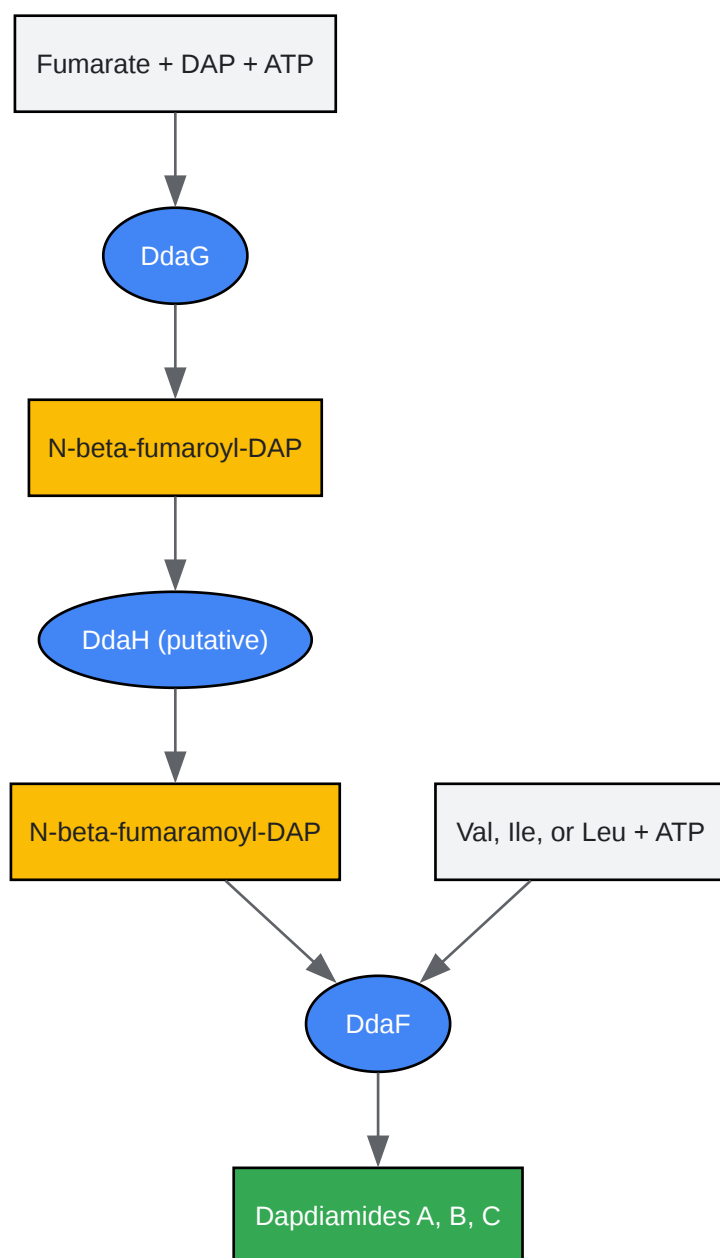 Fumarate + DAP + ATP
DdaG
N-beta-fumaroyl-DAP
DdaH (putative)
N-beta-fumaramoyl-DAP
Val, Ile, or Leu + ATP
DdaF
Dapdiamides A, B, C